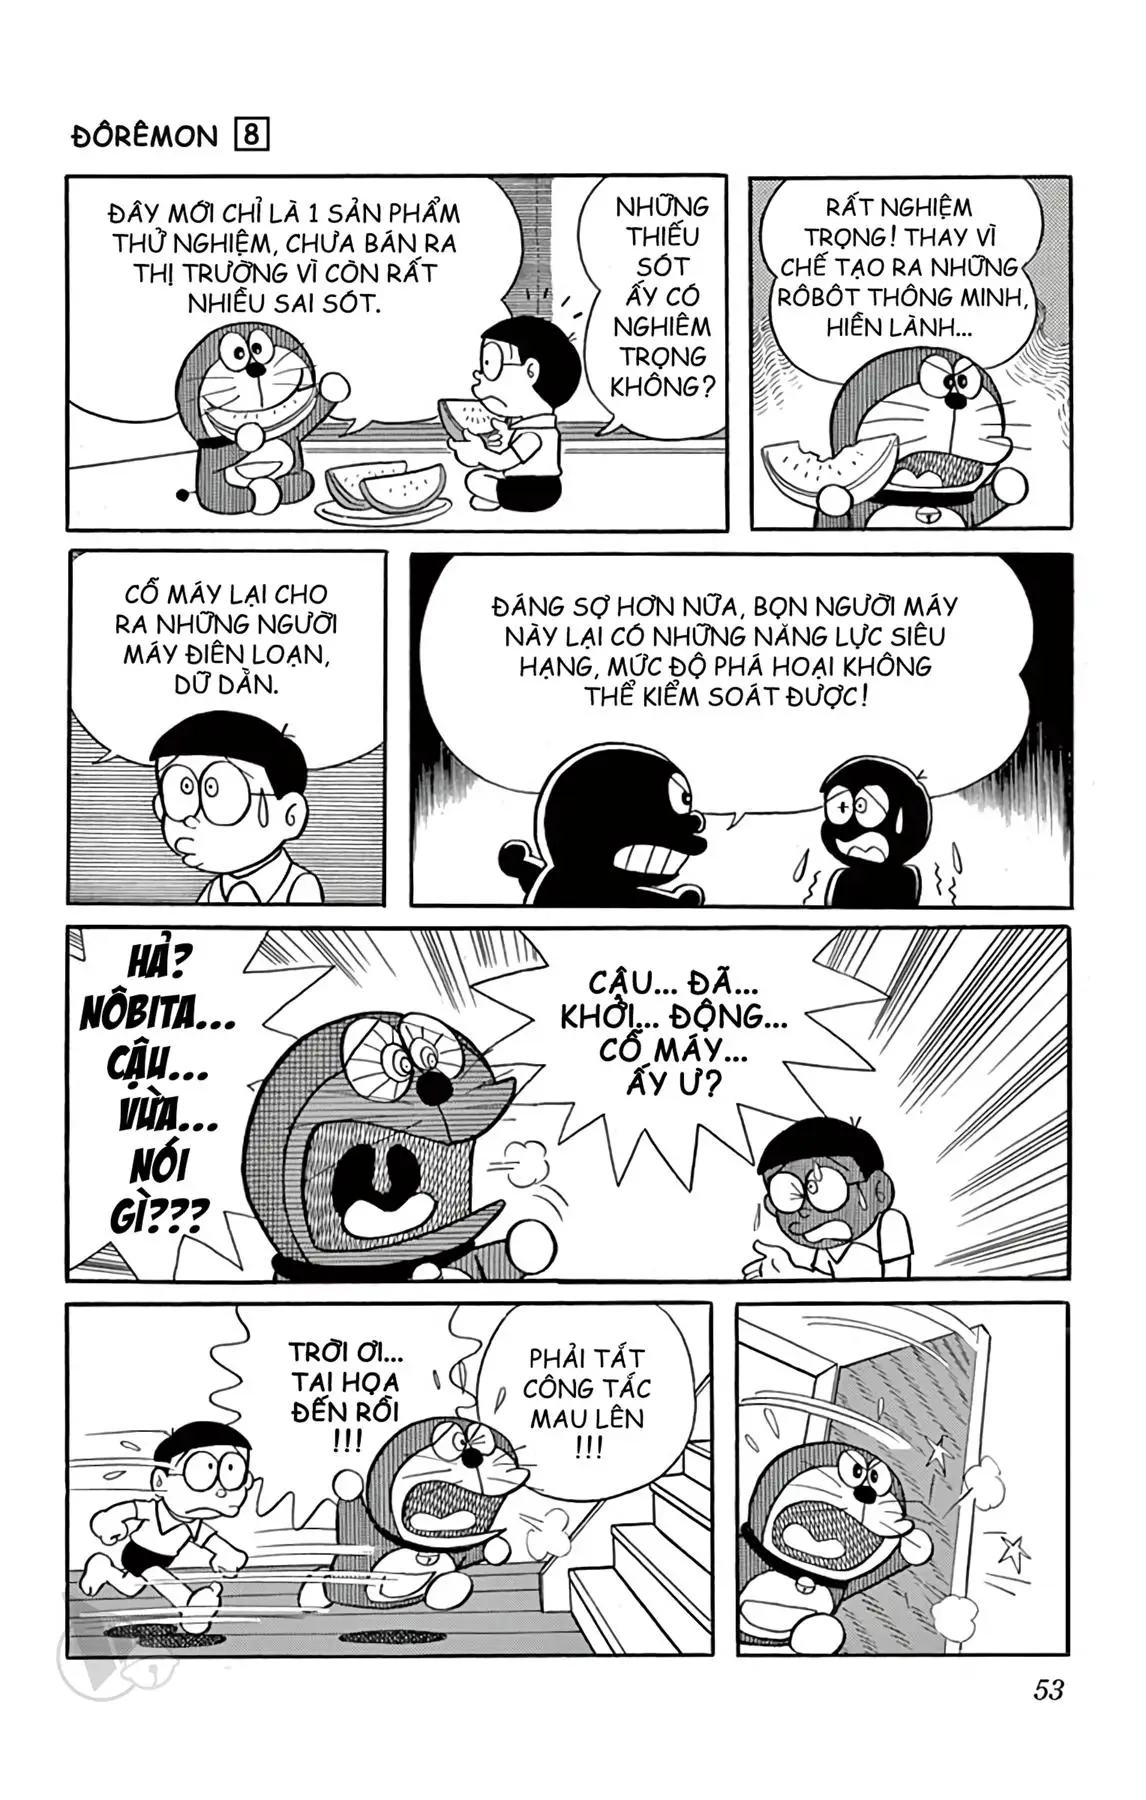 ĐÔRÊMON 8
ĐÂY MỚI CHỈ LÀ 1 SẢN PHẨM
THỬ NGHIỆM, CHƯA BÁN RA
THỊ TRƯỜNG VÌ CÒN RẤT
NHIỀU SAI SÓT.
NHỮNG
THIẾU
SÓT
ẤY CÓ
NGHIÊM
TRỌNG
KHÔNG?
RẤT NGHIỆM
TRỌNG! THAY VÌ
CHẾ TẠO RA NHỮNG
RÔBÔT THÔNG MINH,
HIỀN LÀNH...
CỖ MÁY LẠI CHO
RA NHỮNG NGƯỜI
MÁY ĐIÊN LOẠN,
DỮ DẰN.
ĐÁNG SỢ HƠN NỮA, BỌN NGƯỜI MÁY
NÀY LẠI CÓ NHỮNG NĂNG LỰC SIÊU
HẠNG, MỨC ĐỘ PHÁ HOẠI KHÔNG
THỂ KIỂM SOÁT ĐƯỢC!
HẢ?
NÔBITA...
CẬU...
VỪA...
NÓI
GÌ???
CẬU... ĐÃ...
KHỞI... ĐỘNG...
CỖ MÁY...
ẤY Ư?
TRỜI ƠI...
TAI HỌA
ĐẾN RỒI
!!!
PHẢI TẮT
CÔNG TẮC
MAU LÊN
!!!
53